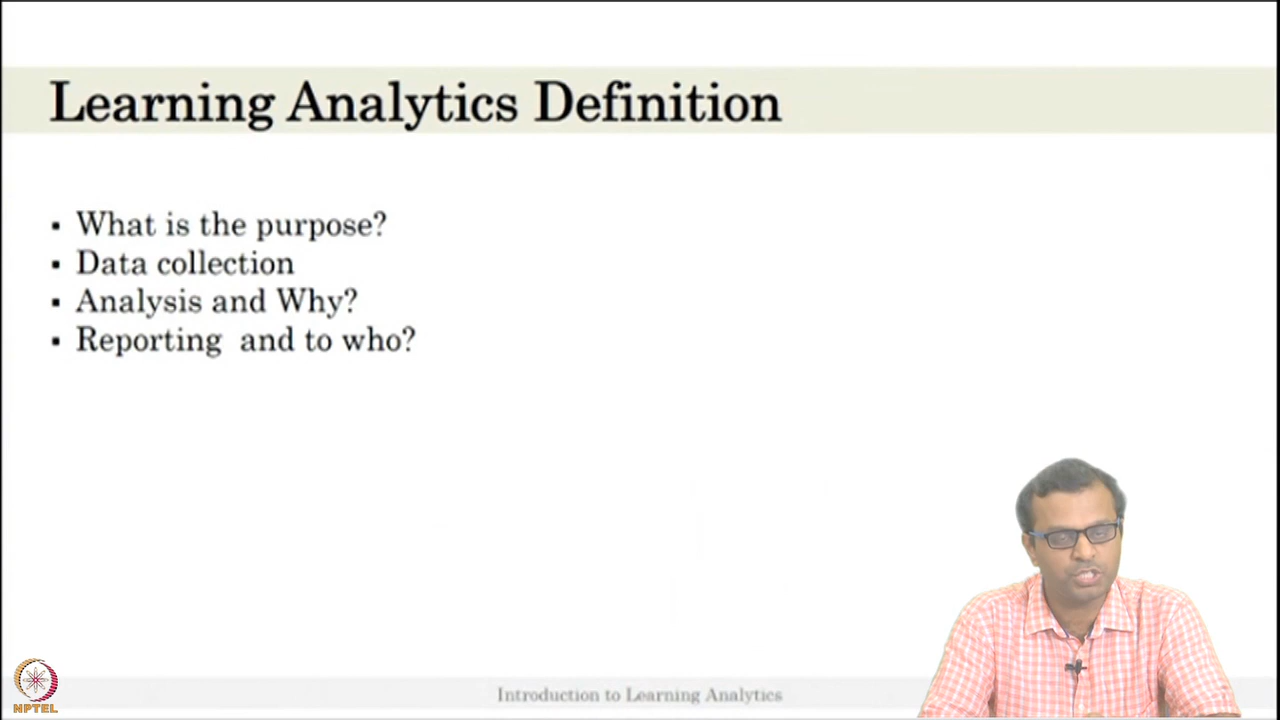 Learning Analytics Definition
▪ What is the purpose?
▪ Data collection
▪ Analysis and Why?
▪ Reporting and to who?
Introduction to Learning Analytics
NPTEL